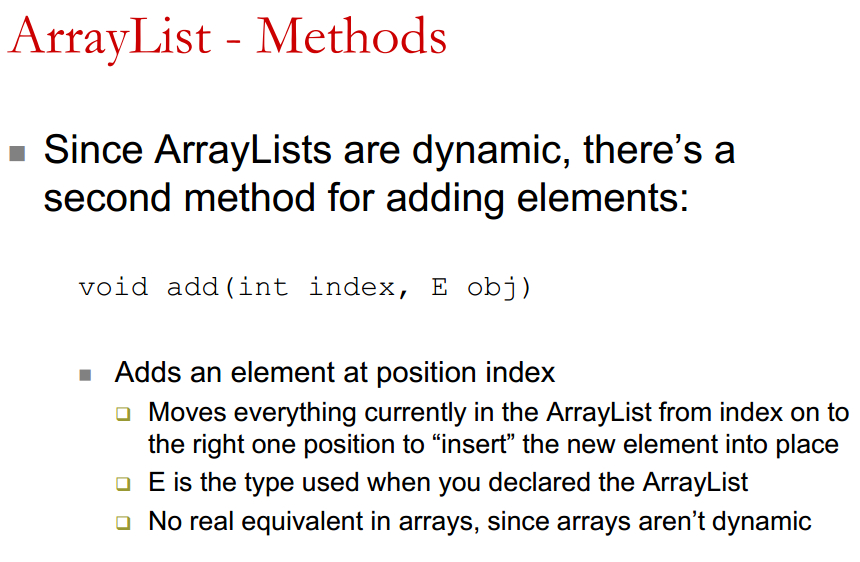 ArrayList - Methods
Since ArrayLists are dynamic, there’s a
second method for adding elements:
void add(int index, E obj)
Adds an element at position index
Moves everything currently in the ArrayList from index on to
the right one position to “insert” the new element into place
E is the type used when you declared the ArrayList
No real equivalent in arrays, since arrays aren’t dynamic